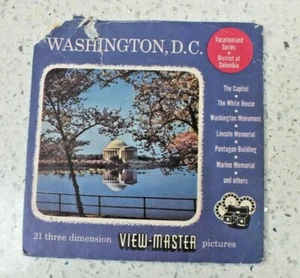 WASHINGTON, D.C.
Vacationland
Series
District of
Columbia
The Capitol
The White House
Washington Monument
Lincoln Memorial
Pentagon Building
Marine Memorial
and others
21 three dimension VIEW-MASTER pictures